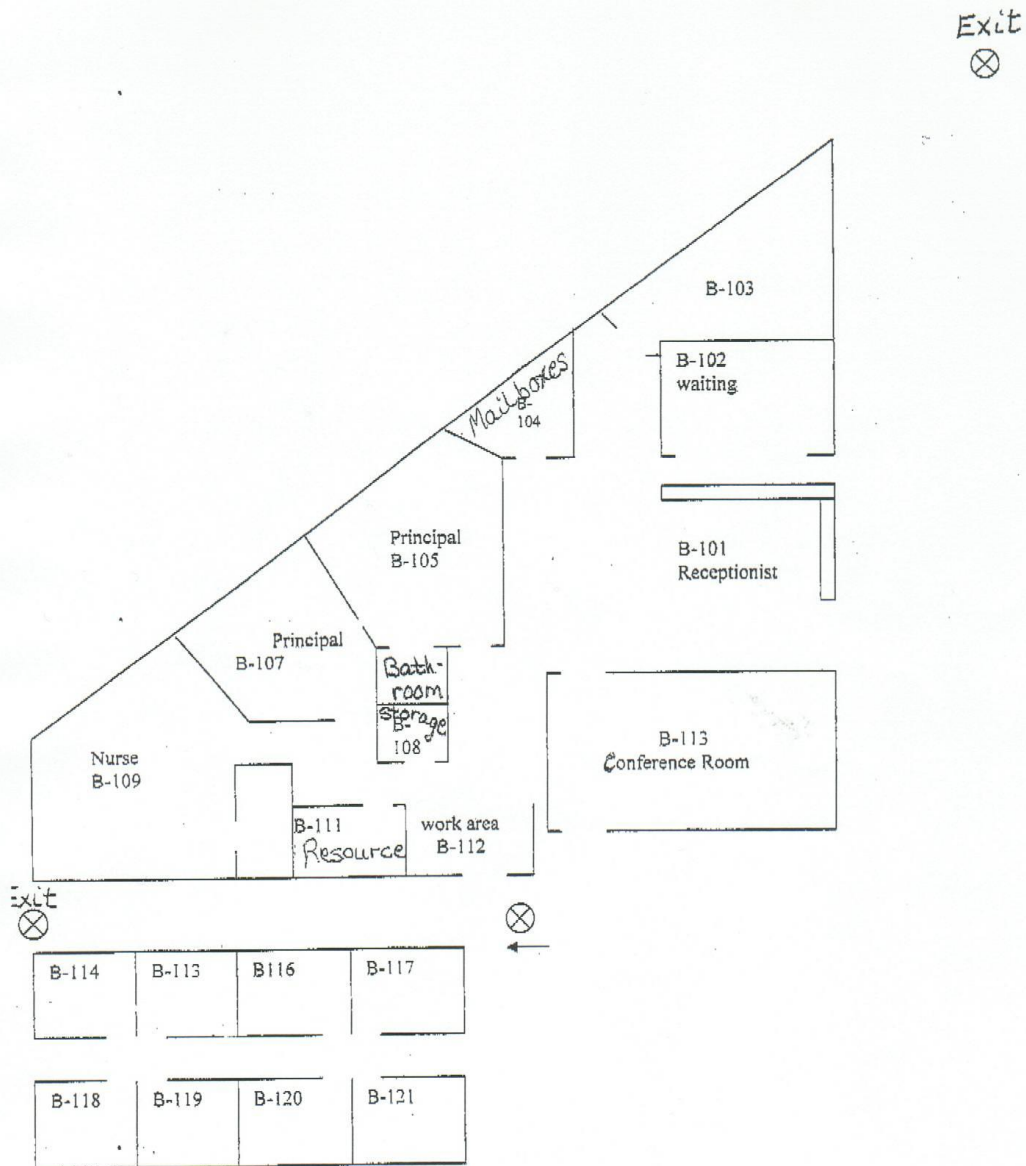 Exit
B-103
B-102
waiting
Mailboxes
B-
104
Principal
B-105
B-101
Receptionist
Principal
B-107
Bath-
room
storage
B-
108
B-113
Conference Room
Nurse
B-109
B-111
Resource
work area
B-112
Exit
B-114 B-113 B116 B-117
B-118 B-119 B-120 B-121